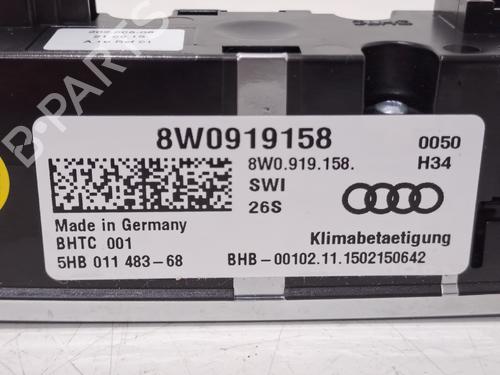 8W0919158
8W0.919.158.
0050
H34
SWI
26S
Made in Germany
BHTC 001
5HB 011 483-68
Klimabetaetigung
BHB-00102.11.1502150642
B-PARTS